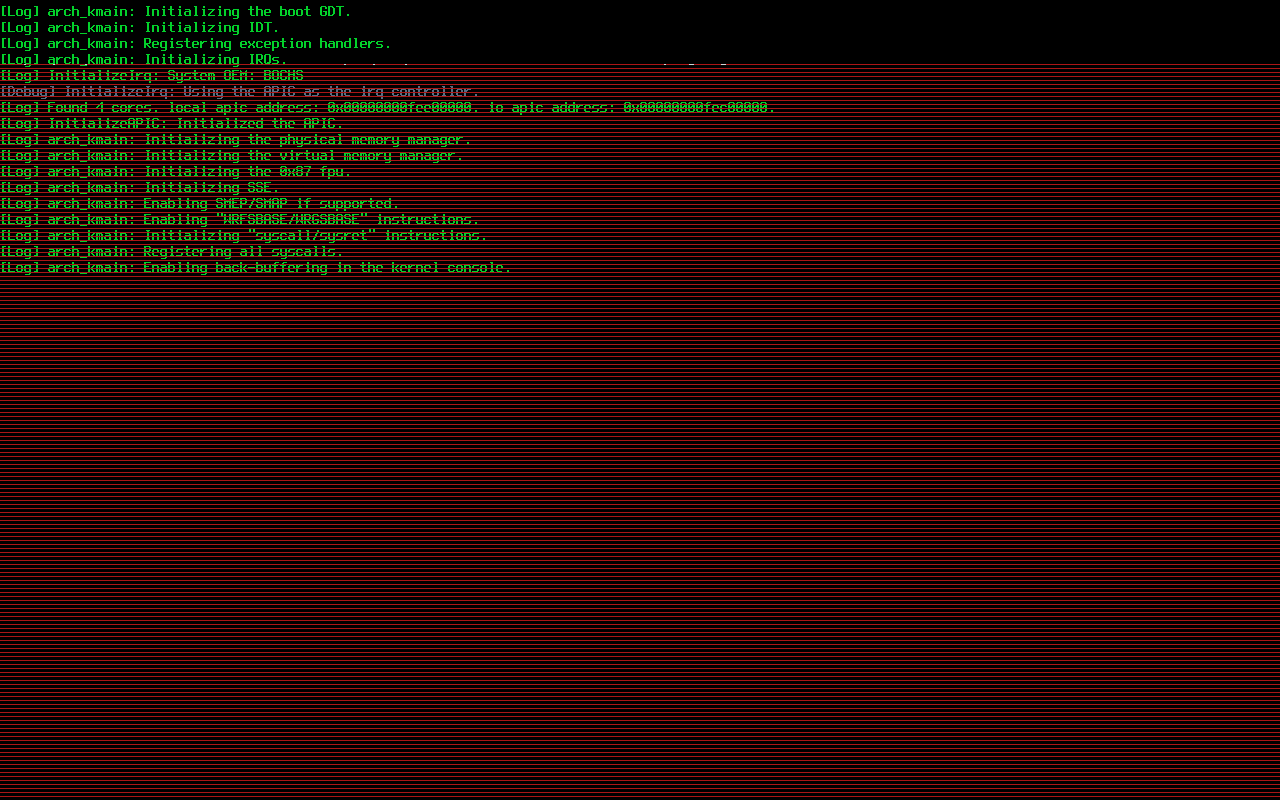 [Log] arch_kmain: Initializing the boot GDT.
[Log] arch_kmain: Initializing IDT.
[Log] arch_kmain: Registering exception handlers.
[Log] arch_kmain: Initializing IRQs.
[Log] InitializeIrq: System OEM: BOCHS
[Debug] InitializeIrq: Using the APIC as the irq controller.
[Log] Found 4 cores, local apic address: 0x00000000fee00000, io apic address: 0x00000000fec00000.
[Log] InitializeAPIC: Initialized the APIC.
[Log] arch_kmain: Initializing the physical memory manager.
[Log] arch_kmain: Initializing the virtual memory manager.
[Log] arch_kmain: Initializing the 0x87 fpu.
[Log] arch_kmain: Initializing SSE.
[Log] arch_kmain: Enabling SMEP/SMAP if supported.
[Log] arch_kmain: Enabling "WRFSBASE/WRGSBASE" instructions.
[Log] arch_kmain: Initializing "syscall/sysret" instructions.
[Log] arch_kmain: Registering all syscalls.
[Log] arch_kmain: Enabling back-buffering in the kernel console.